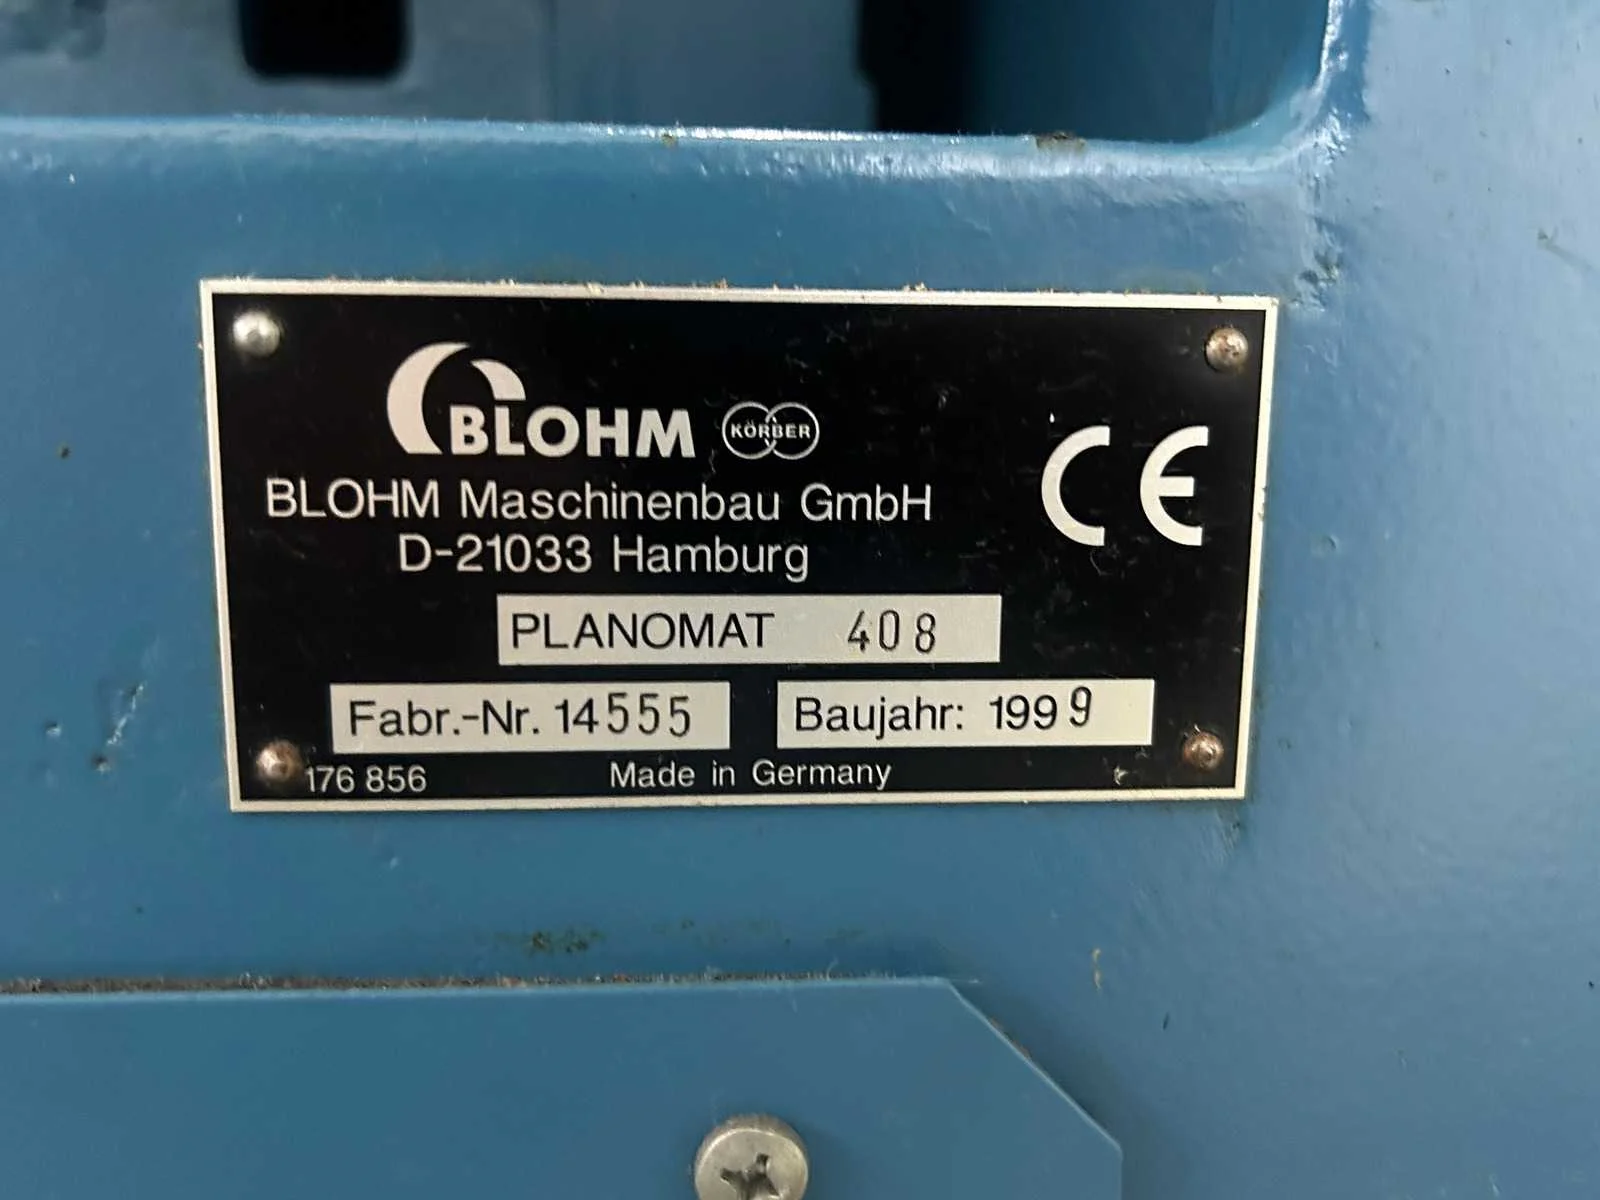 BLOHM KÖRBER
BLOHM Maschinenbau GmbH
D-21033 Hamburg
CE
PLANOMAT 408
Fabr.-Nr. 14555 Baujahr: 1999
176 856 Made in Germany